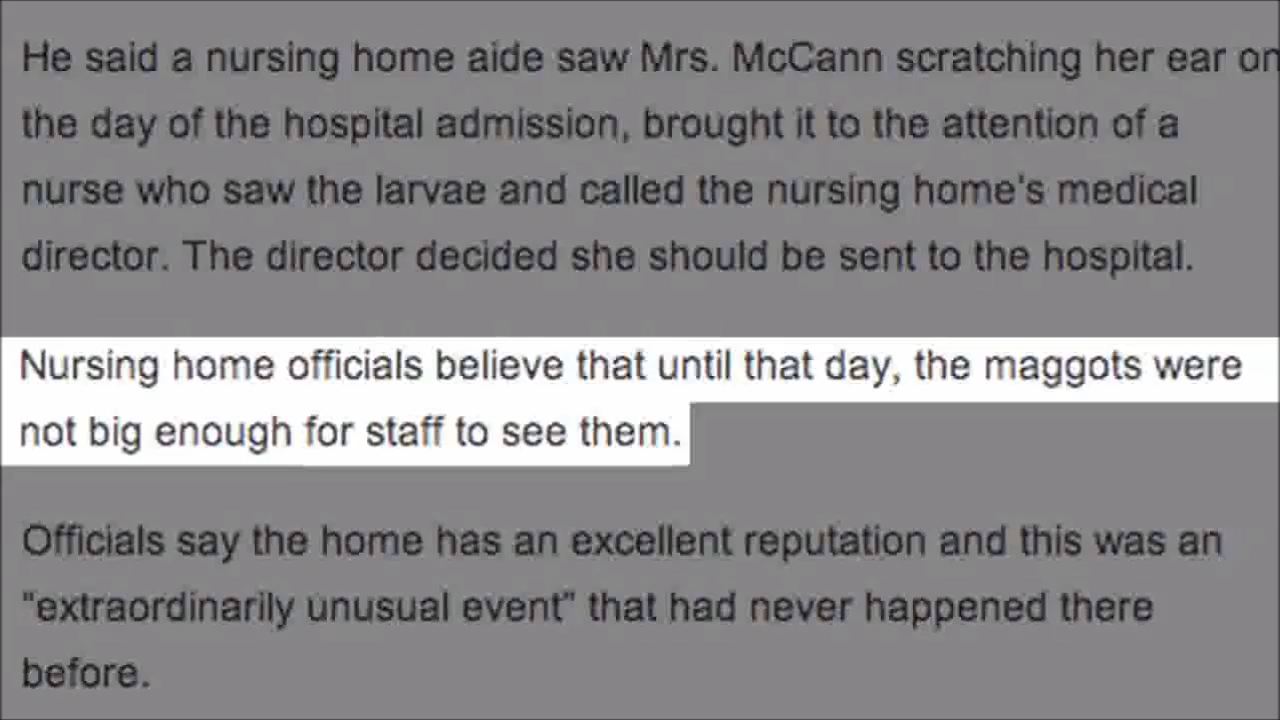 He said a nursing home aide saw Mrs. McCann scratching her ear on
the day of the hospital admission, brought it to the attention of a
nurse who saw the larvae and called the nursing home's medical
director. The director decided she should be sent to the hospital.
Nursing home officials believe that until that day, the maggots were
not big enough for staff to see them.
Officials say the home has an excellent reputation and this was an
"extraordinarily unusual event" that had never happened there
before.